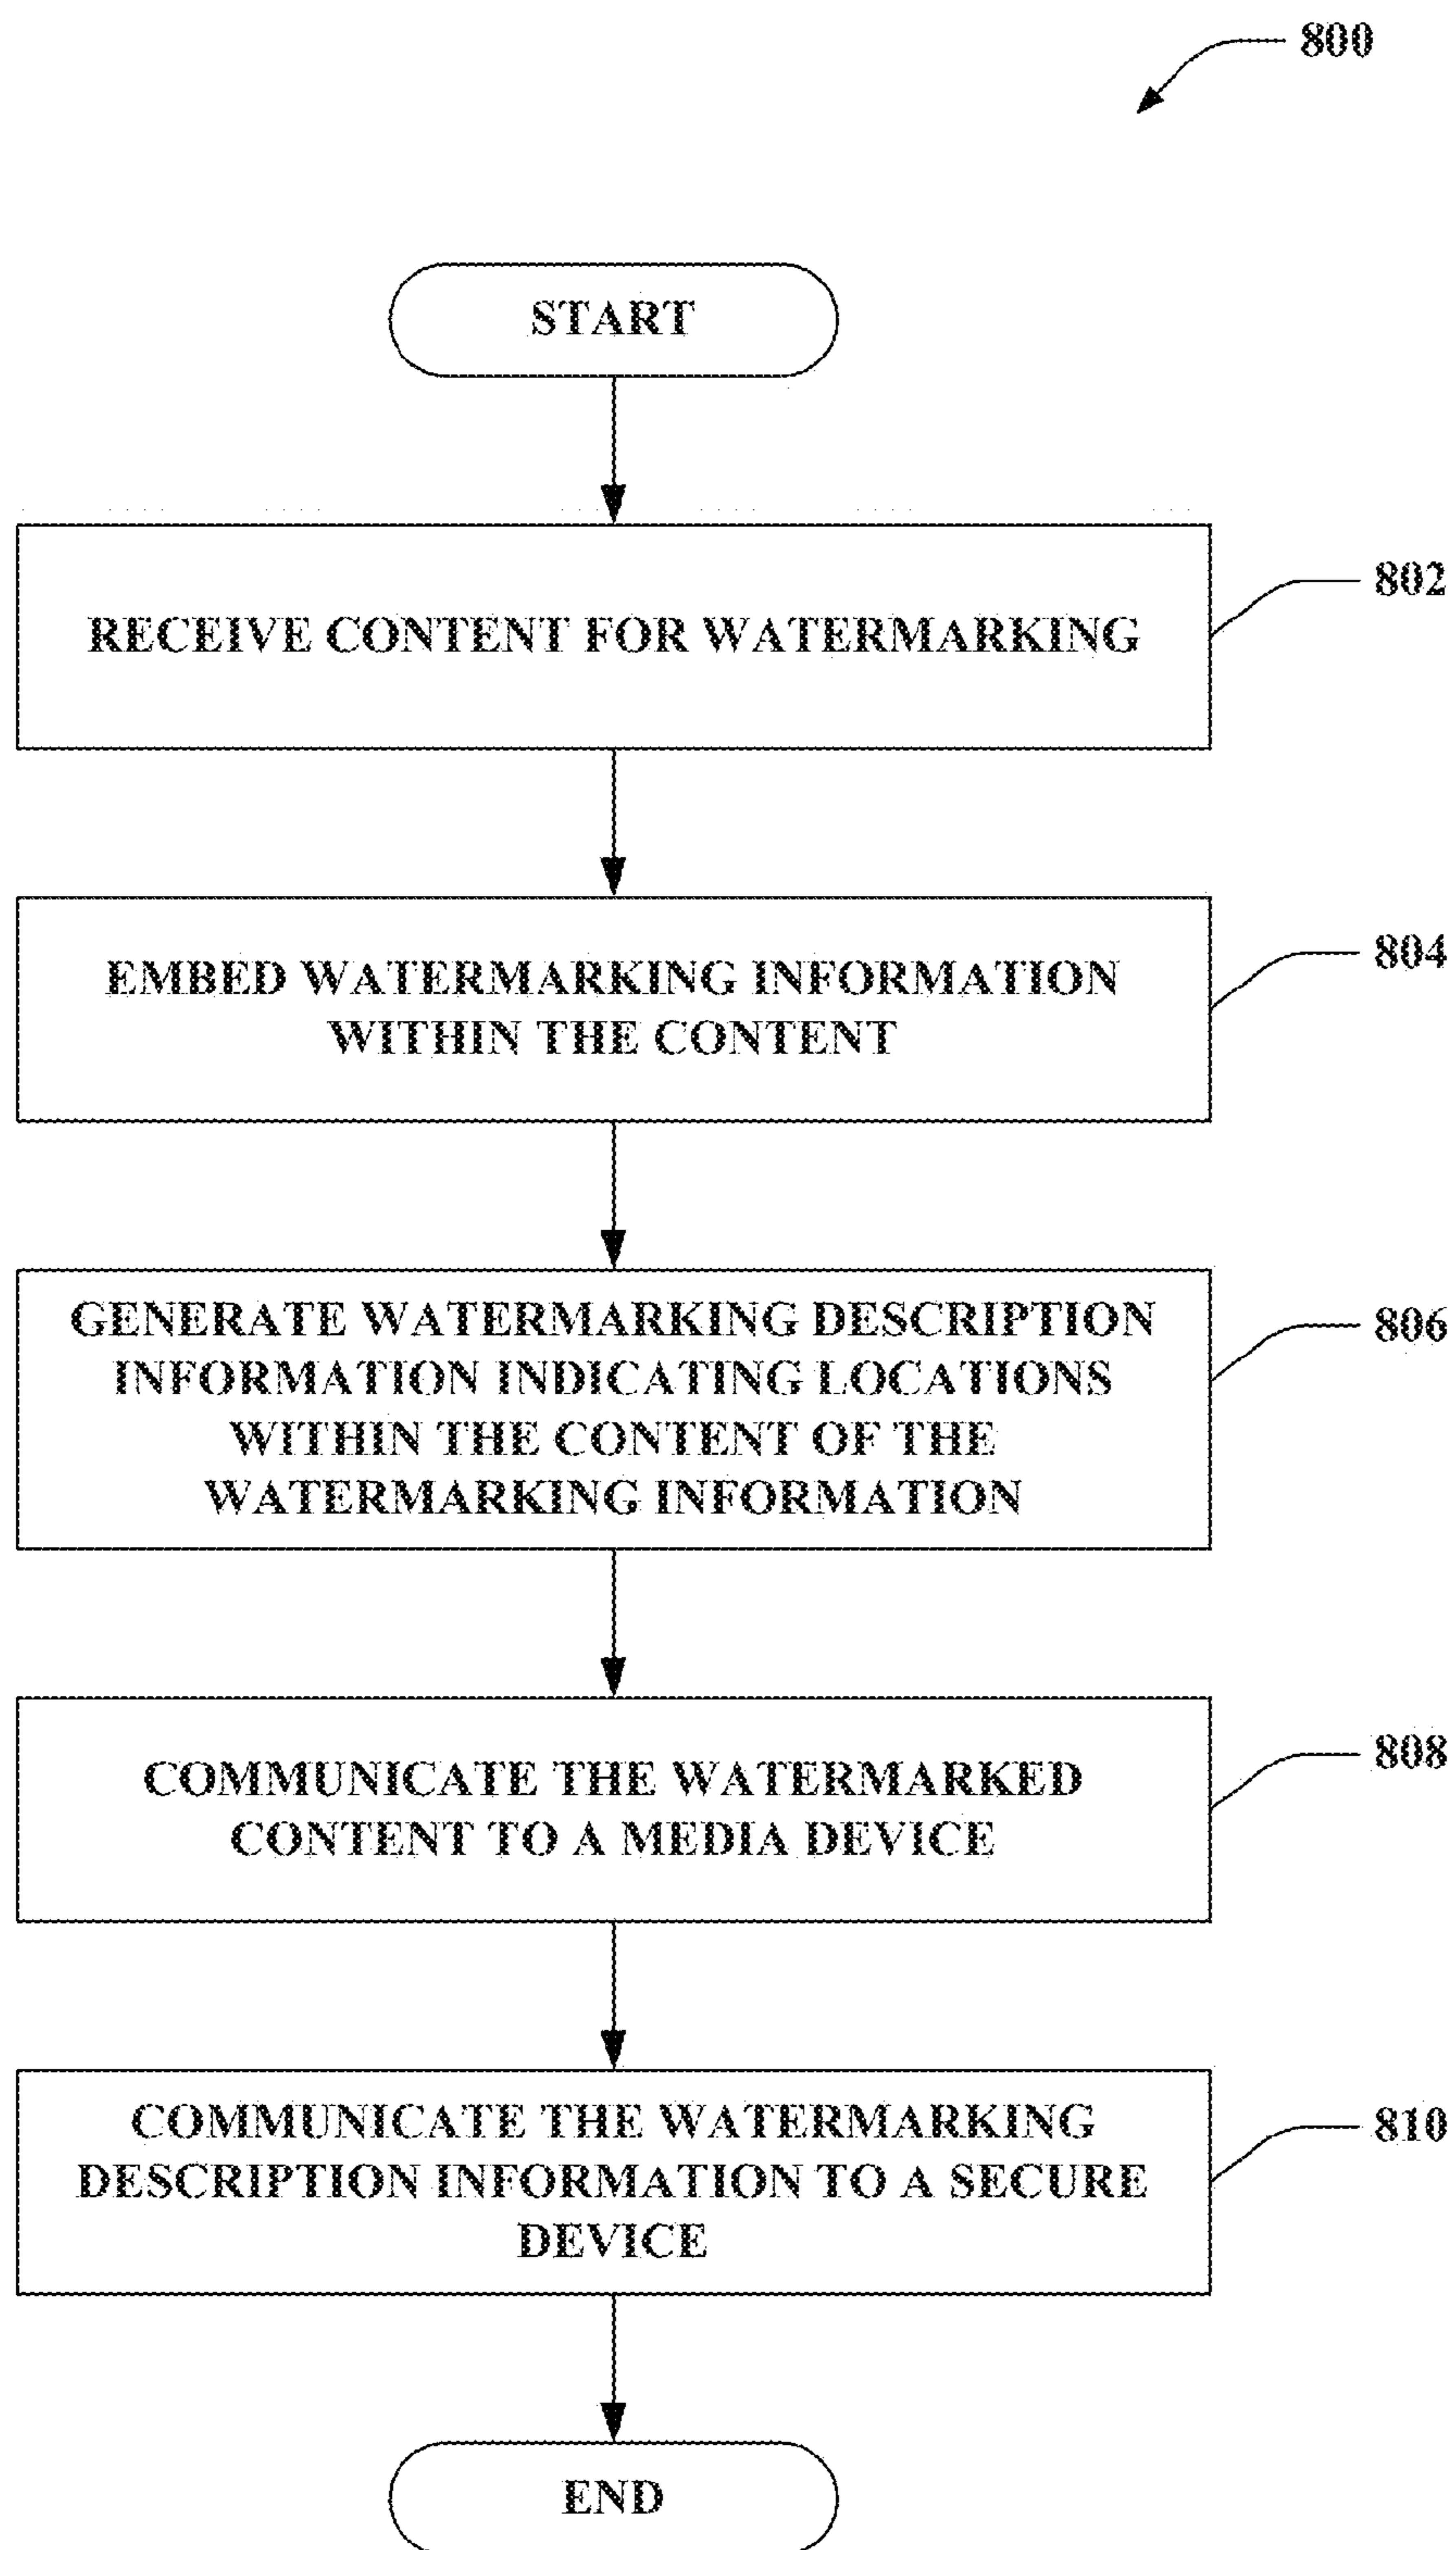 800
START
RECEIVE CONTENT FOR WATERMARKING
802
EMBED WATERMARKING INFORMATION
WITHIN THE CONTENT
804
GENERATE WATERMARKING DESCRIPTION
INFORMATION INDICATING LOCATIONS
WITHIN THE CONTENT OF THE
WATERMARKING INFORMATION
806
COMMUNICATE THE WATERMARKED
CONTENT TO A MEDIA DEVICE
808
COMMUNICATE THE WATERMARKING
DESCRIPTION INFORMATION TO A SECURE
DEVICE
810
END